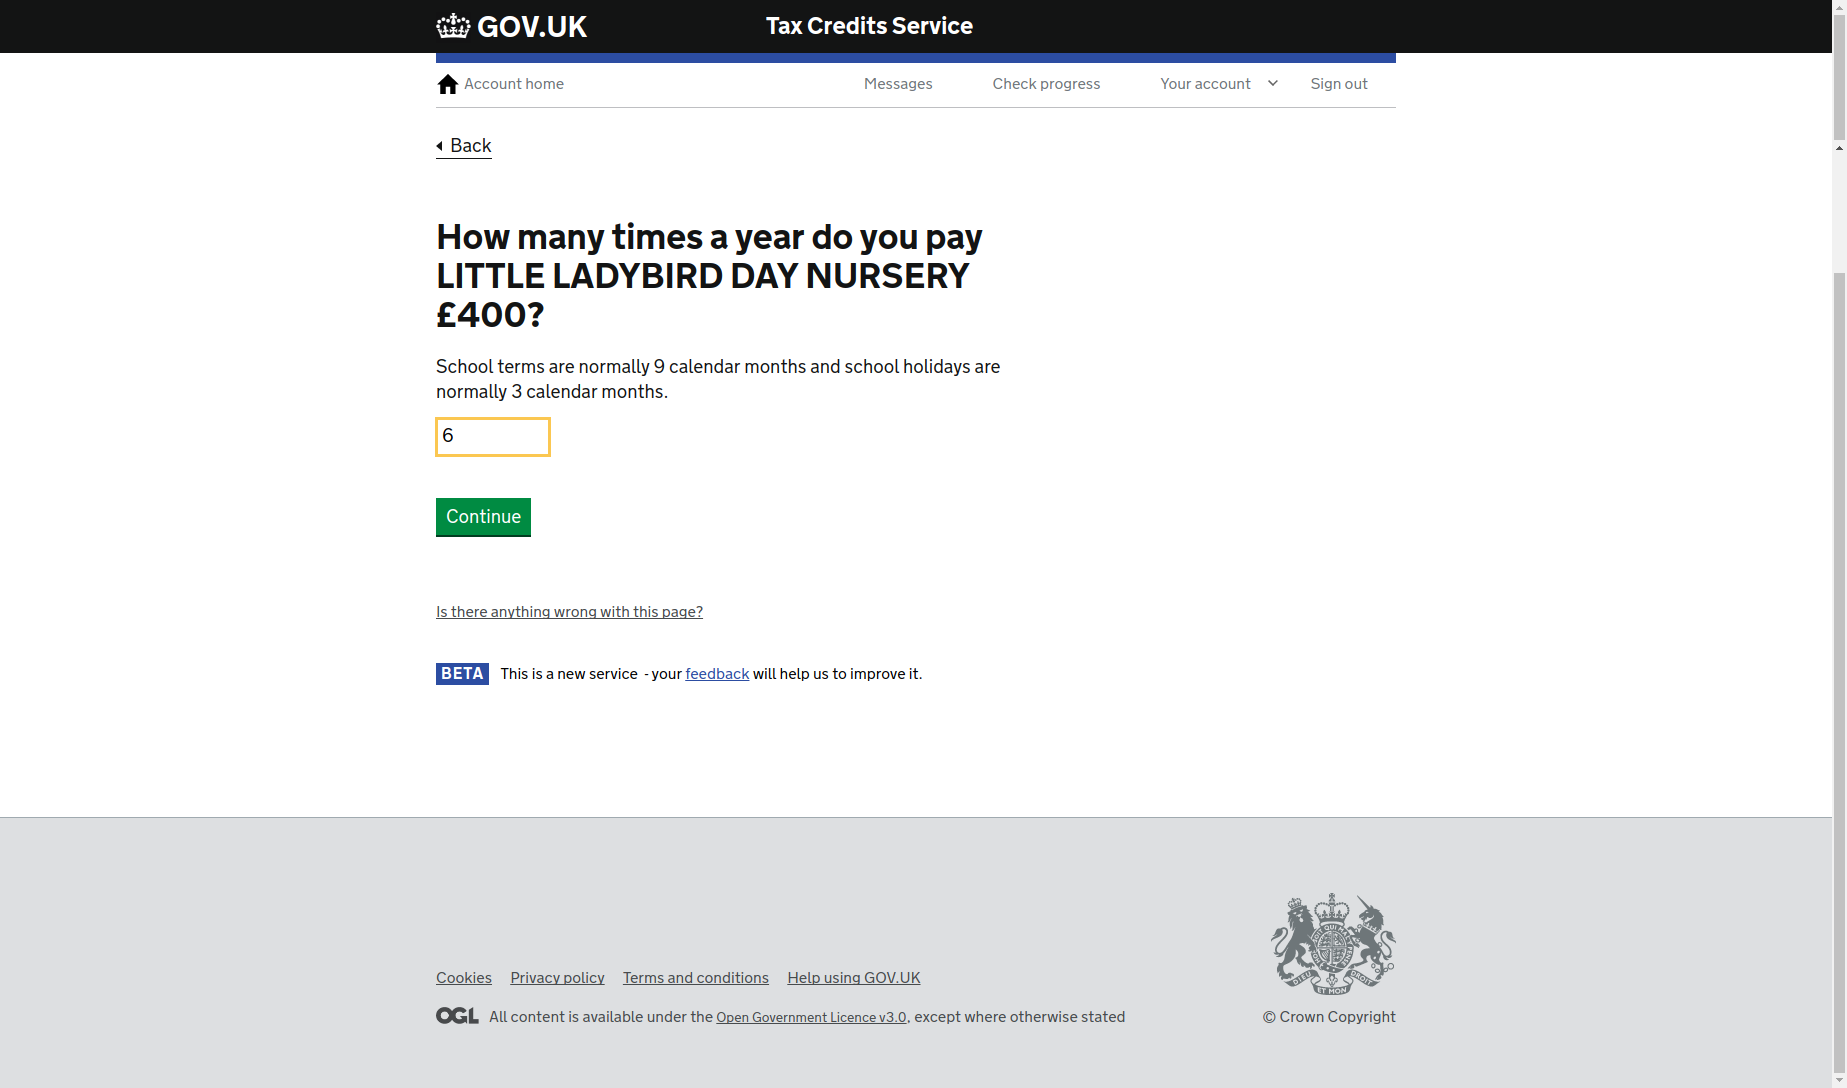 GOV.UK
Tax Credits Service
Account home
Messages
Check progress
Your account
Sign out
Back
How many times a year do you pay
LITTLE LADYBIRD DAY NURSERY
£400?
School terms are normally 9 calendar months and school holidays are
normally 3 calendar months.
6
Continue
Is there anything wrong with this page?
BETA This is a new service - your feedback will help us to improve it.
Cookies
Privacy policy
Terms and conditions
Help using GOV.UK
OGL All content is available under the Open Government Licence v3.0, except where otherwise stated
© Crown Copyright